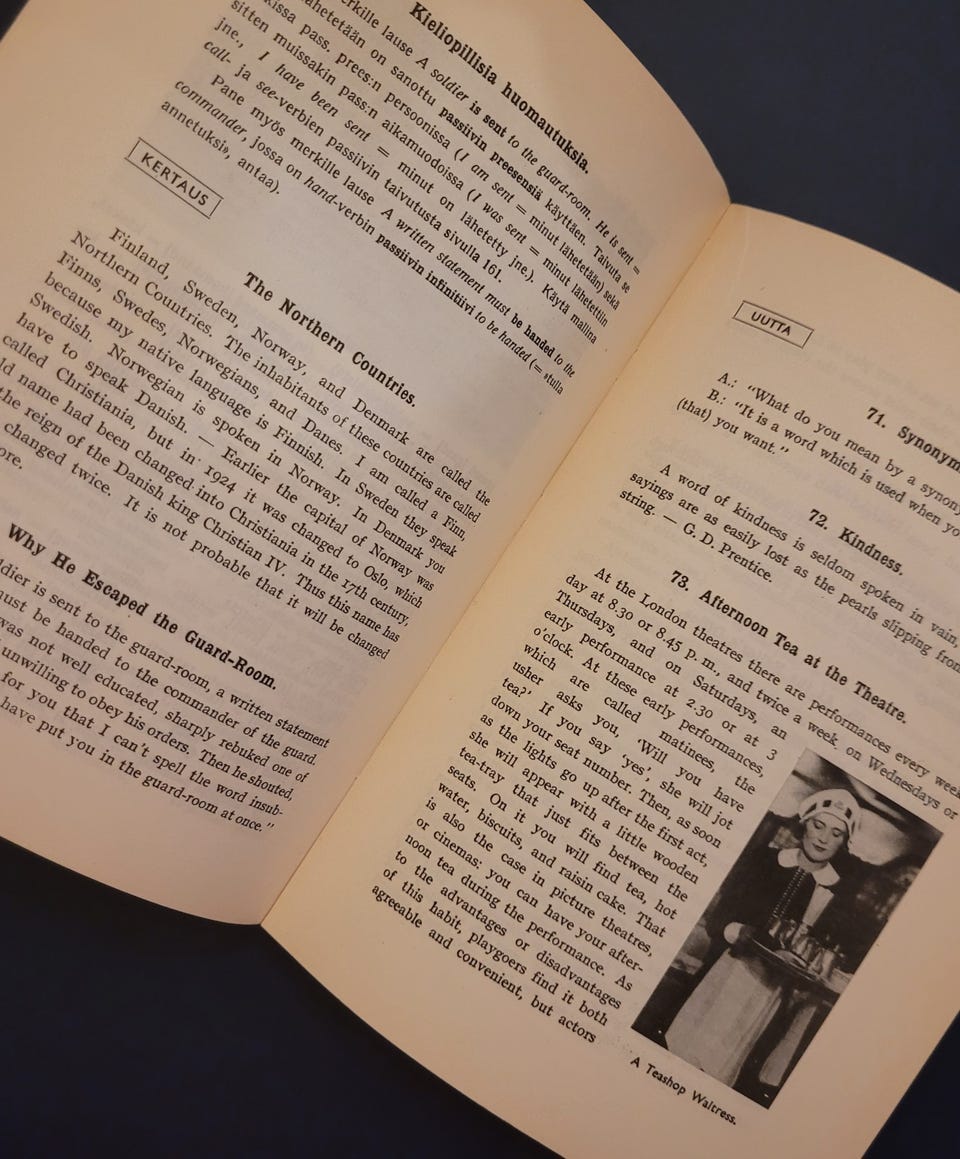 Kieliopillisia huomautuksia.
merkille lause A soldier is sent to the guard-room. He is sent =
lähetetään on sanottu passiivin preesensiä käyttäen. Taivuta se
kissa pass. prees:n persoonissa (I am sent = minut lähetetään) sekä
sitten muissakin pass:n aikamuodoissa (I was sent = minut lähetettiin
jne., I have been sent = minut on lähetetty jne.). Käytä mallina
call- ja see-verbien passiivin taivutusta sivulla 161.
Pane myös merkille lause A written statement must be handed to the
commander, jossa on hand-verbin passiivin infinitiivi to be handed (= »tulla
annetuksi», antaa).
KERTAUS
The Northern Countries.
Finland, Sweden, Norway, and Denmark are called the
Northern Countries. The inhabitants of these countries are called
Finns, Swedes, Norwegians, and Danes. I am called a Finn,
because my native language is Finnish. In Sweden they speak
Swedish. Norwegian is spoken in Norway. In Denmark you
have to speak Danish. — Earlier the capital of Norway was
called Christiania, but in 1924 it was changed to Oslo, which
name had been changed into Christiania in the 17th century,
the reign of the Danish king Christian IV. Thus this name has
changed twice. It is not probable that it will be changed
Why He Escaped the Guard-Room.
is sent to the guard-room, a written statement
must be handed to the commander of the guard.
was not well educated, sharply rebuked one of
unwilling to obey his orders. Then he shouted,
for you that I can't spell the word insub-
have put you in the guard-room at once."
UUTTA
71. Synonym
A.: "What do you mean by a synony
B.: "It is a word which is used when yo
(that) you want."
72. Kindness.
A word of kindness is seldom spoken in vain,
sayings are as easily lost as the pearls slipping from
string. — G. D. Prentice.
73. Afternoon Tea at the Theatre.
At the London theatres there are performances every week
day at 8.30 or 8.45 p. m., and twice a week on Wednesdays or
Thursdays, and on Saturdays, an
early performance at 2.30 or at 3
o'clock. At these early performances,
which are called matinees, the
usher asks you, 'Will you have
tea?' If you say 'yes', she will jot
down your seat number. Then, as soon
as the lights go up after the first act,
she will appear with a little wooden
tea-tray that just fits between the
seats. On it you will find tea, hot
water, biscuits, and raisin cake. That
is also the case in picture theatres,
or cinemas: you can have your after-
noon tea during the performance. As
to the advantages or disadvantages
of this habit, playgoers find it both
agreeable and convenient, but actors
A Teashop Waitress.